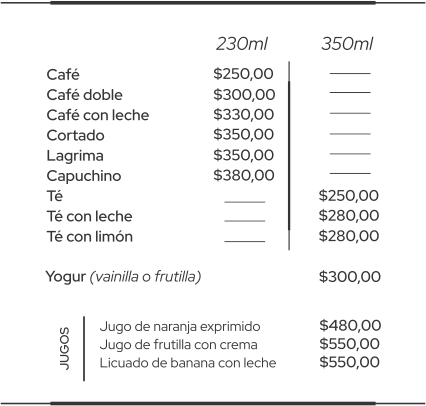 230ml 350ml
Café $250,00
Café doble $300,00
Café con leche $330,00
Cortado $350,00
Lagrima $350,00
Capuchino $380,00
Té $250,00
Té con leche $280,00
Té con limón $280,00
Yogur (vainilla o frutilla) $300,00
JUGOS
Jugo de naranja exprimido $480,00
Jugo de frutilla con crema $550,00
Licuado de banana con leche $550,00